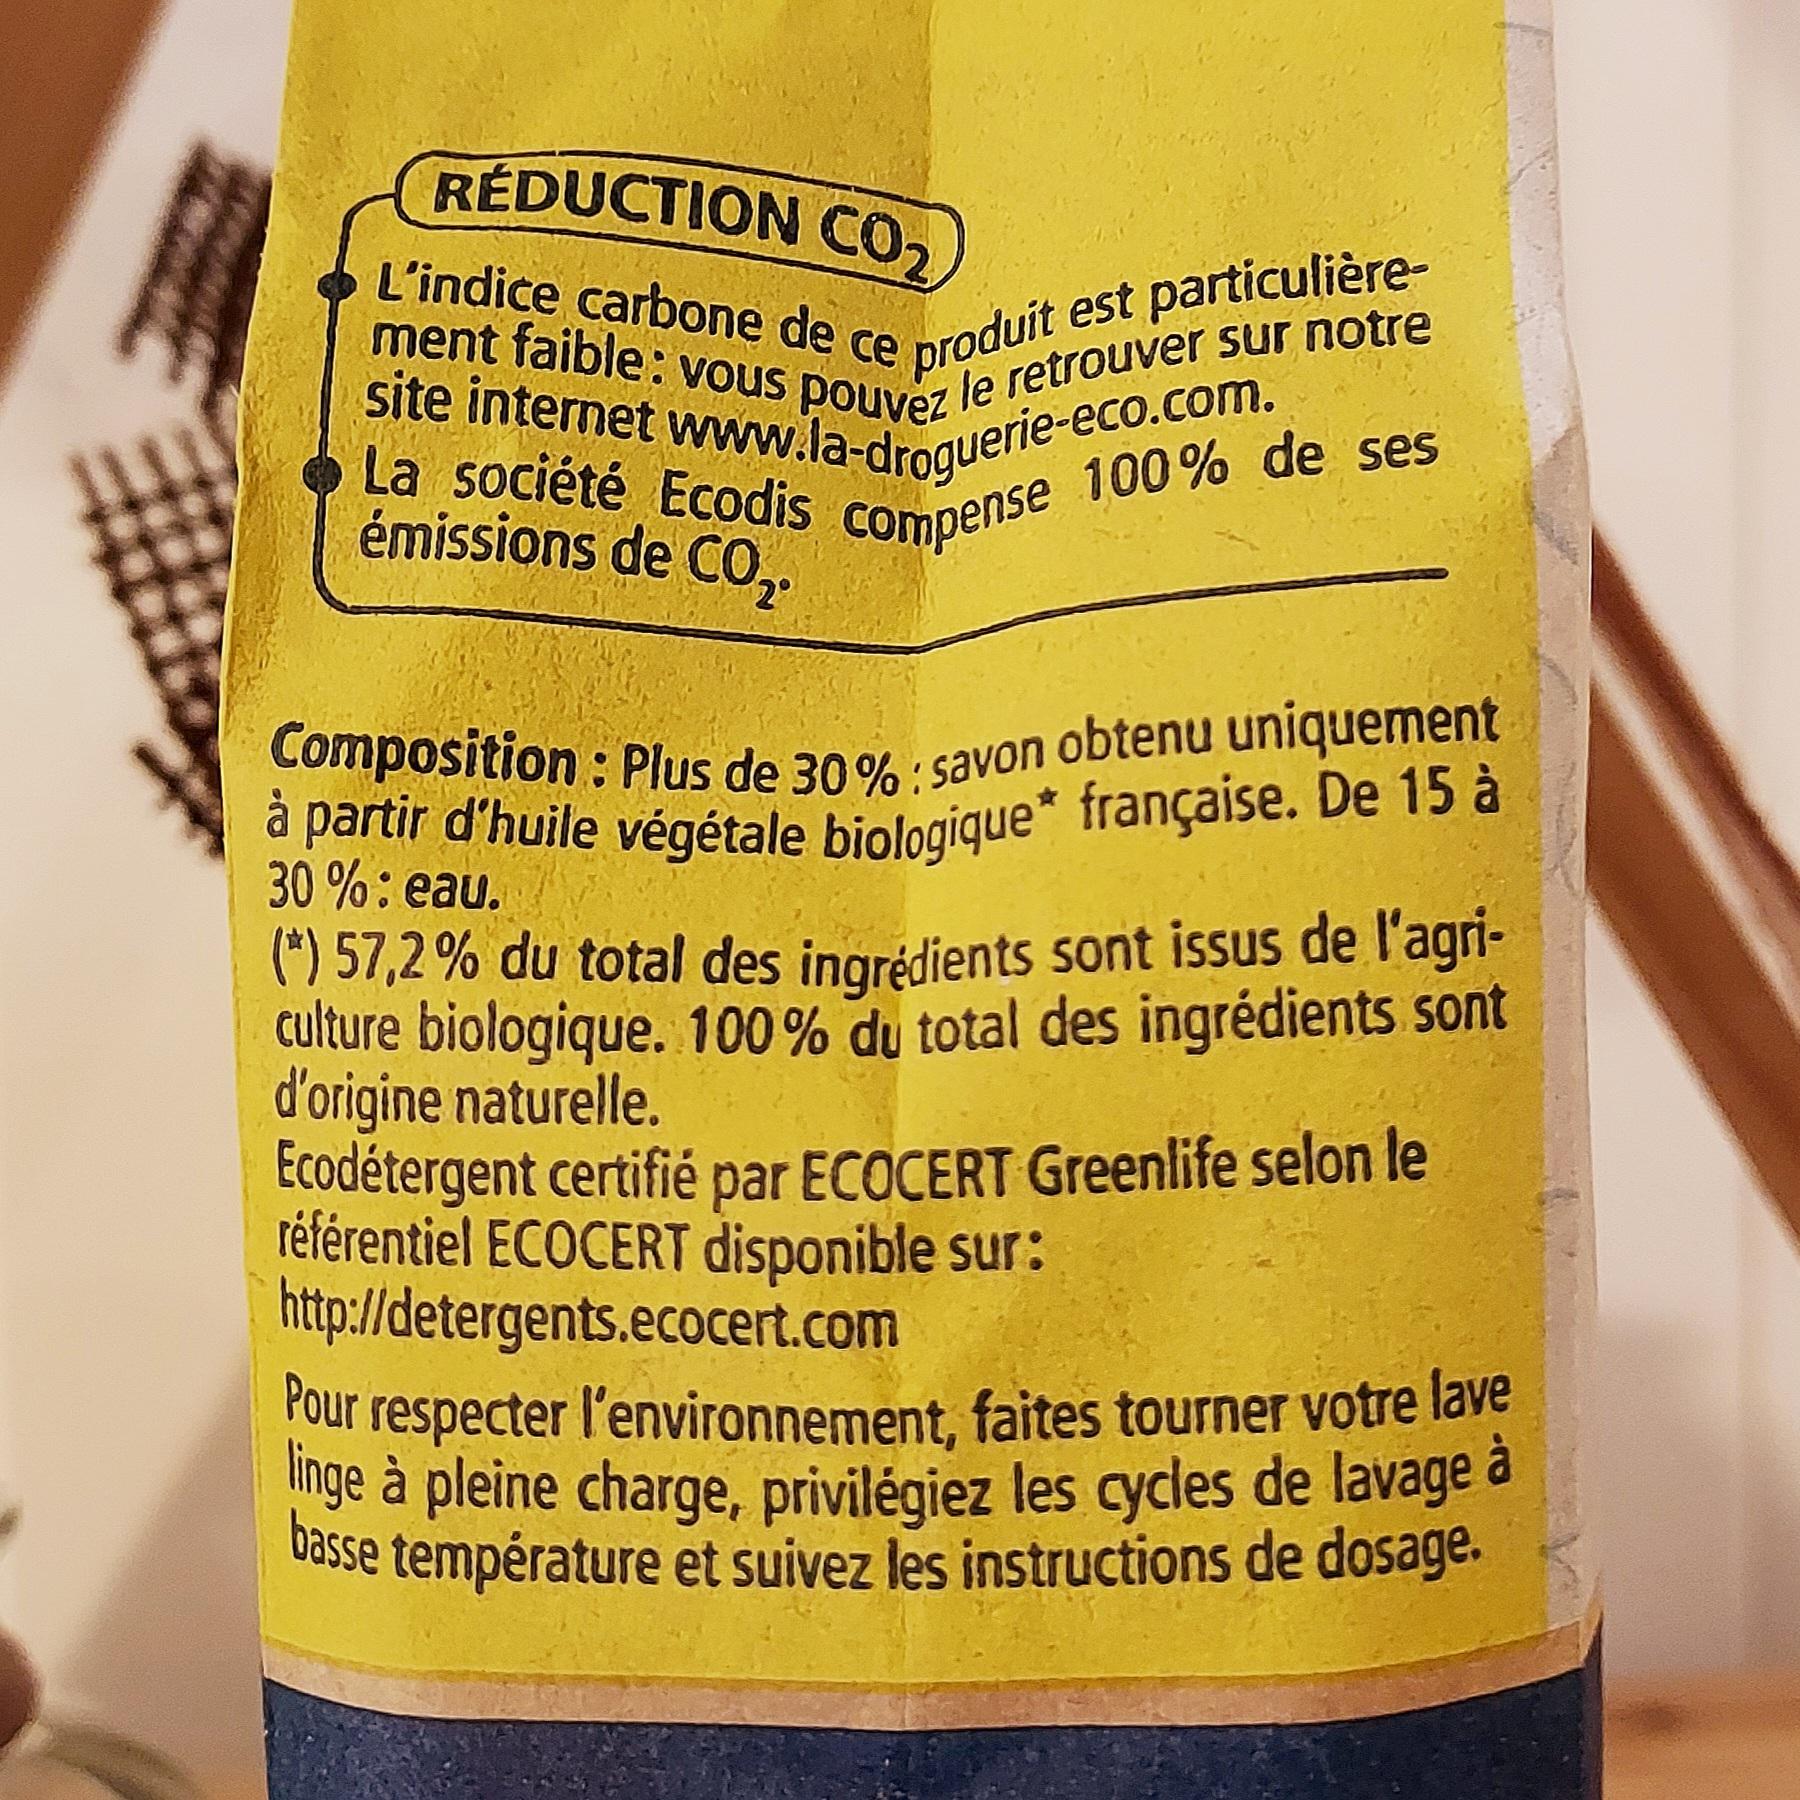 RÉDUCTION CO₂
L'indice carbone de ce produit est particulière-
ment faible : vous pouvez le retrouver sur notre
site internet www.la-droguerie-eco.com.
La société Ecodis compense 100 % de ses
émissions de CO₂.
Composition : Plus de 30 % : savon obtenu uniquement
à partir d'huile végétale biologique* française. De 15 à
30 % : eau.
(*) 57,2 % du total des ingrédients sont issus de l'agri-
culture biologique. 100 % du total des ingrédients sont
d'origine naturelle.
Ecodétergent certifié par ECOCERT Greenlife selon le
référentiel ECOCERT disponible sur :
http://detergents.ecocert.com
Pour respecter l'environnement, faites tourner votre lave
linge à pleine charge, privilégiez les cycles de lavage à
basse température et suivez les instructions de dosage.